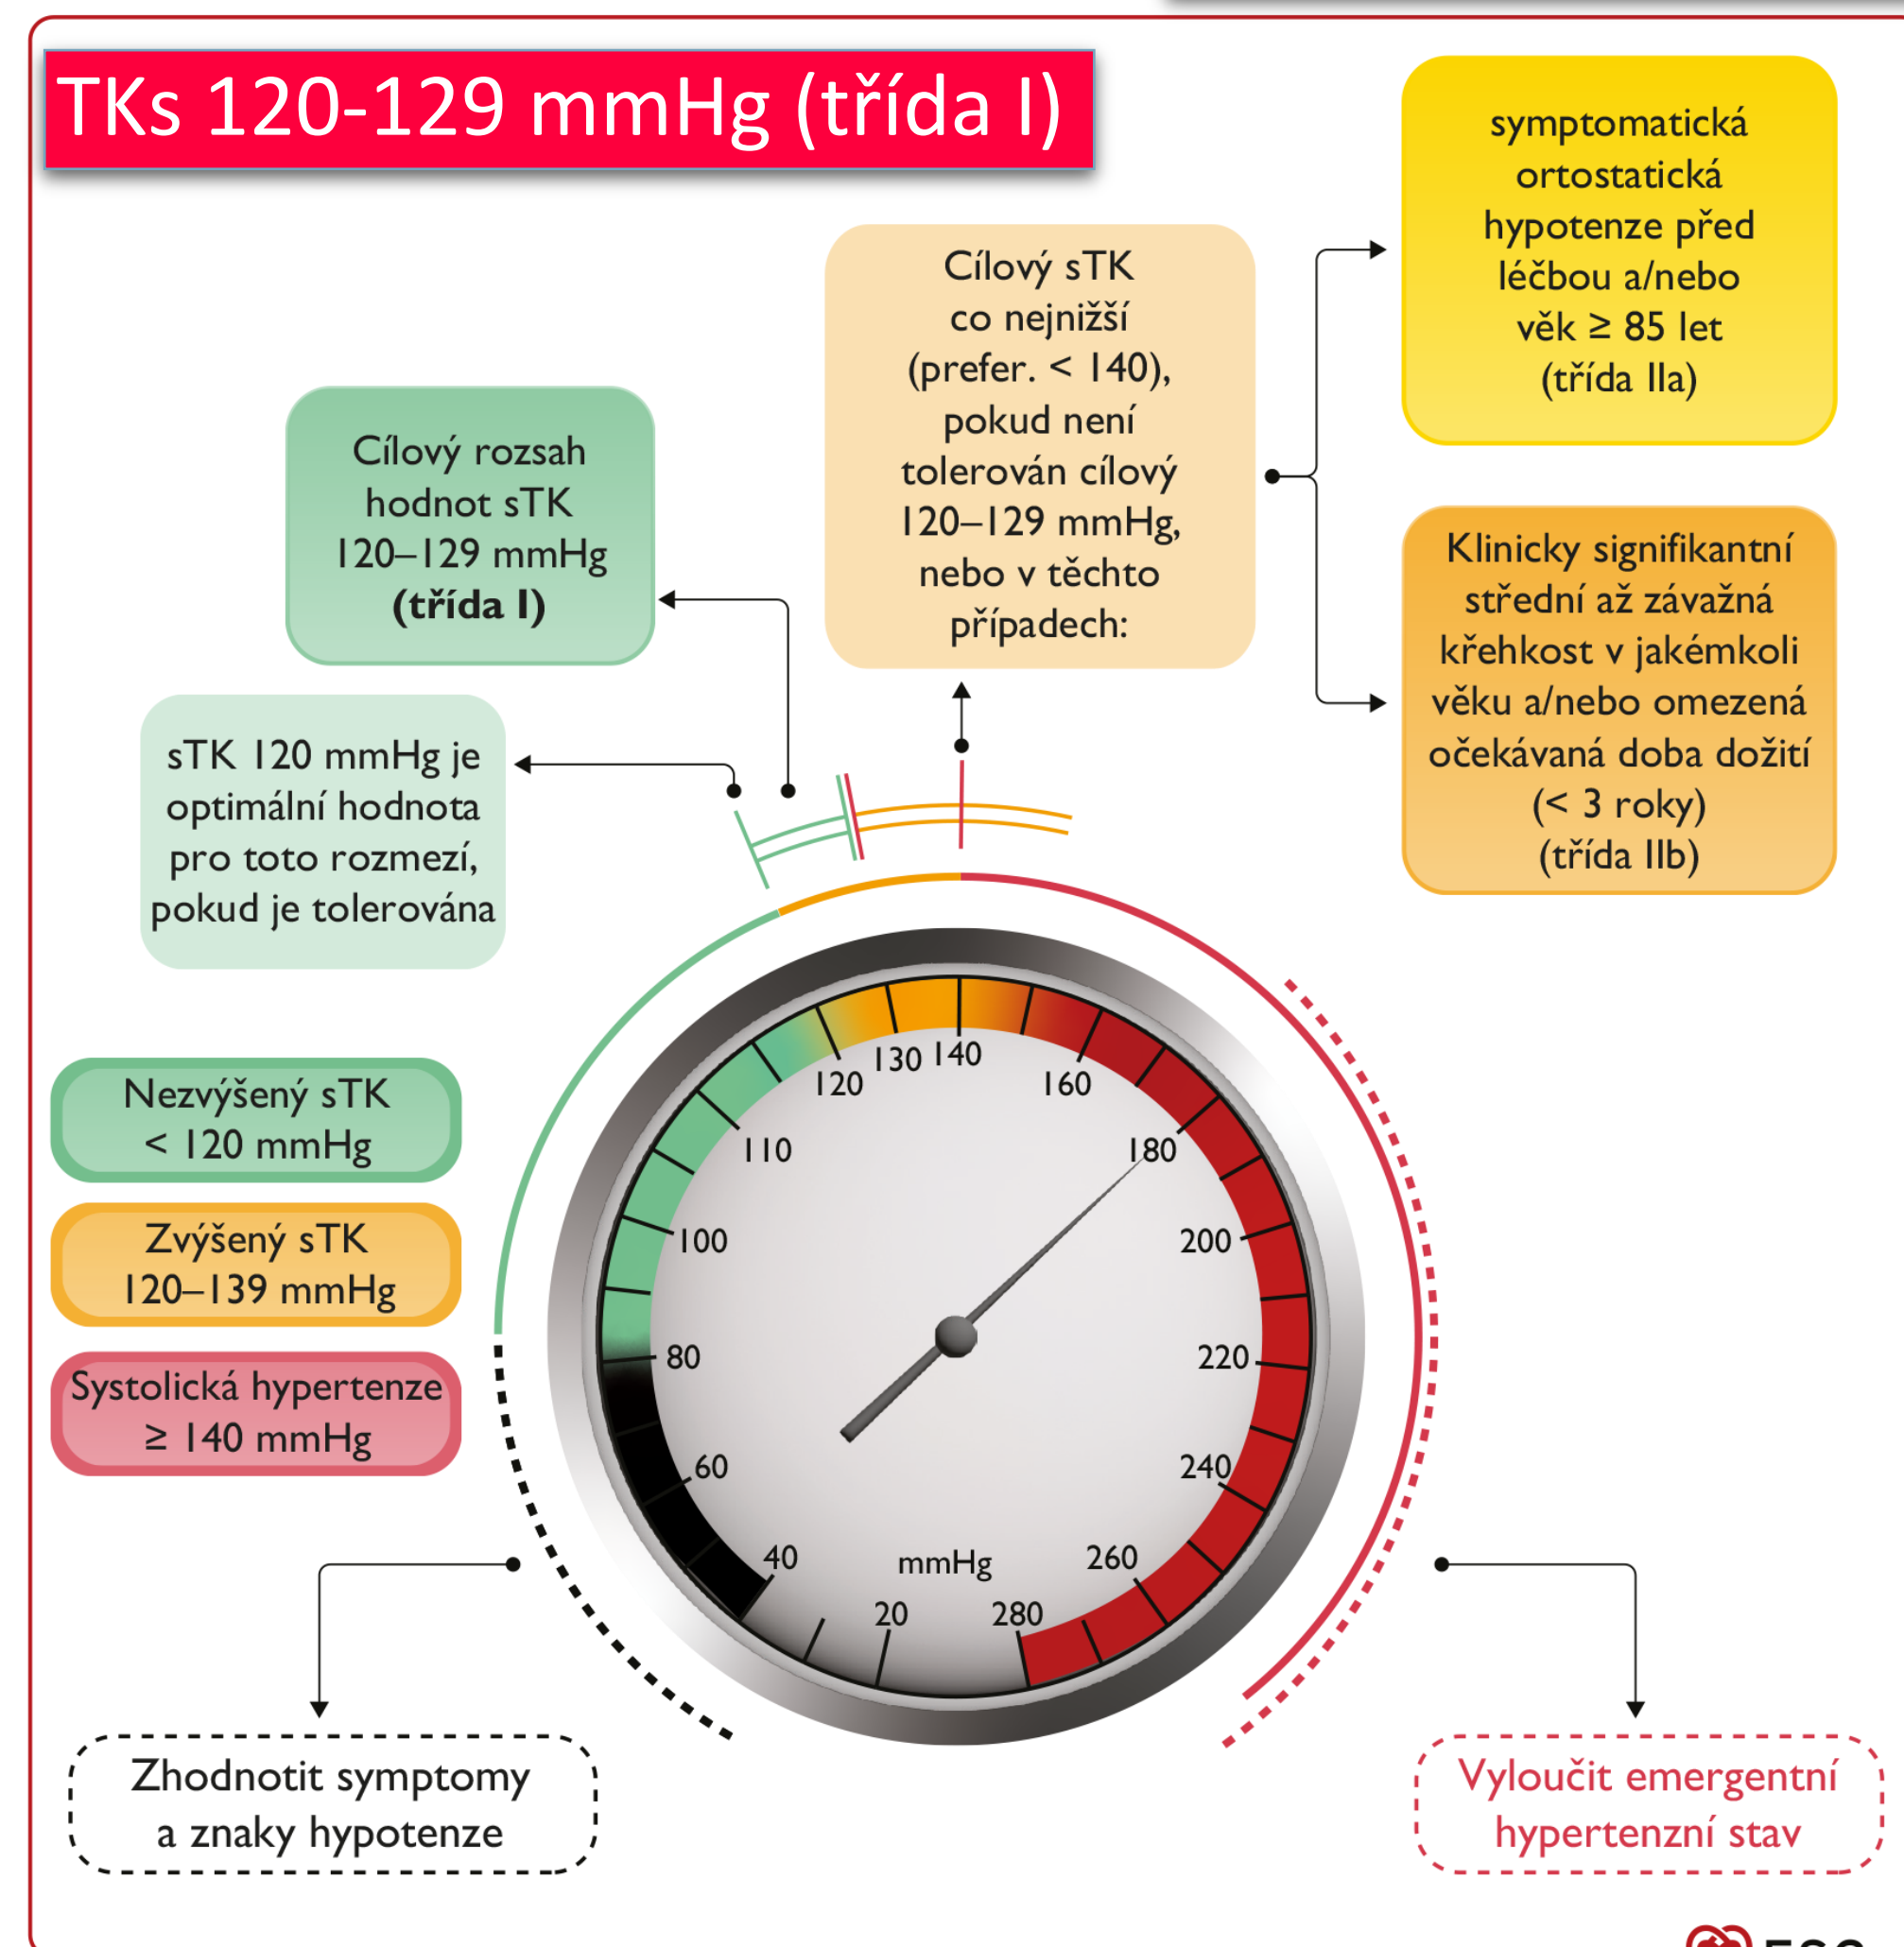 TKs 120-129 mmHg (třída I)
symptomatická
ortostatická
hypotenze před
léčbou a/nebo
věk ≥ 85 let
(třída IIa)
Cílový sTK
co nejnižší
(prefer. < 140),
pokud není
tolerován cílový
120–129 mmHg,
nebo v těchto
případech:
Cílový rozsah
hodnot sTK
120–129 mmHg
(třída I)
Klinicky signifikantní
střední až závažná
křehkost v jakémkoli
věku a/nebo omezená
očekávaná doba dožití
(< 3 roky)
(třída IIb)
sTK 120 mmHg je
optimální hodnota
pro toto rozmezí,
pokud je tolerována
Nezvýšený sTK
< 120 mmHg
Zvýšený sTK
120–139 mmHg
Systolická hypertenze
≥ 140 mmHg
20
40
60
80
100
110
120
130
140
160
180
200
220
240
260
280
mmHg
Zhodnotit symptomy
a znaky hypotenze
Vyloučit emergentní
hypertenzní stav